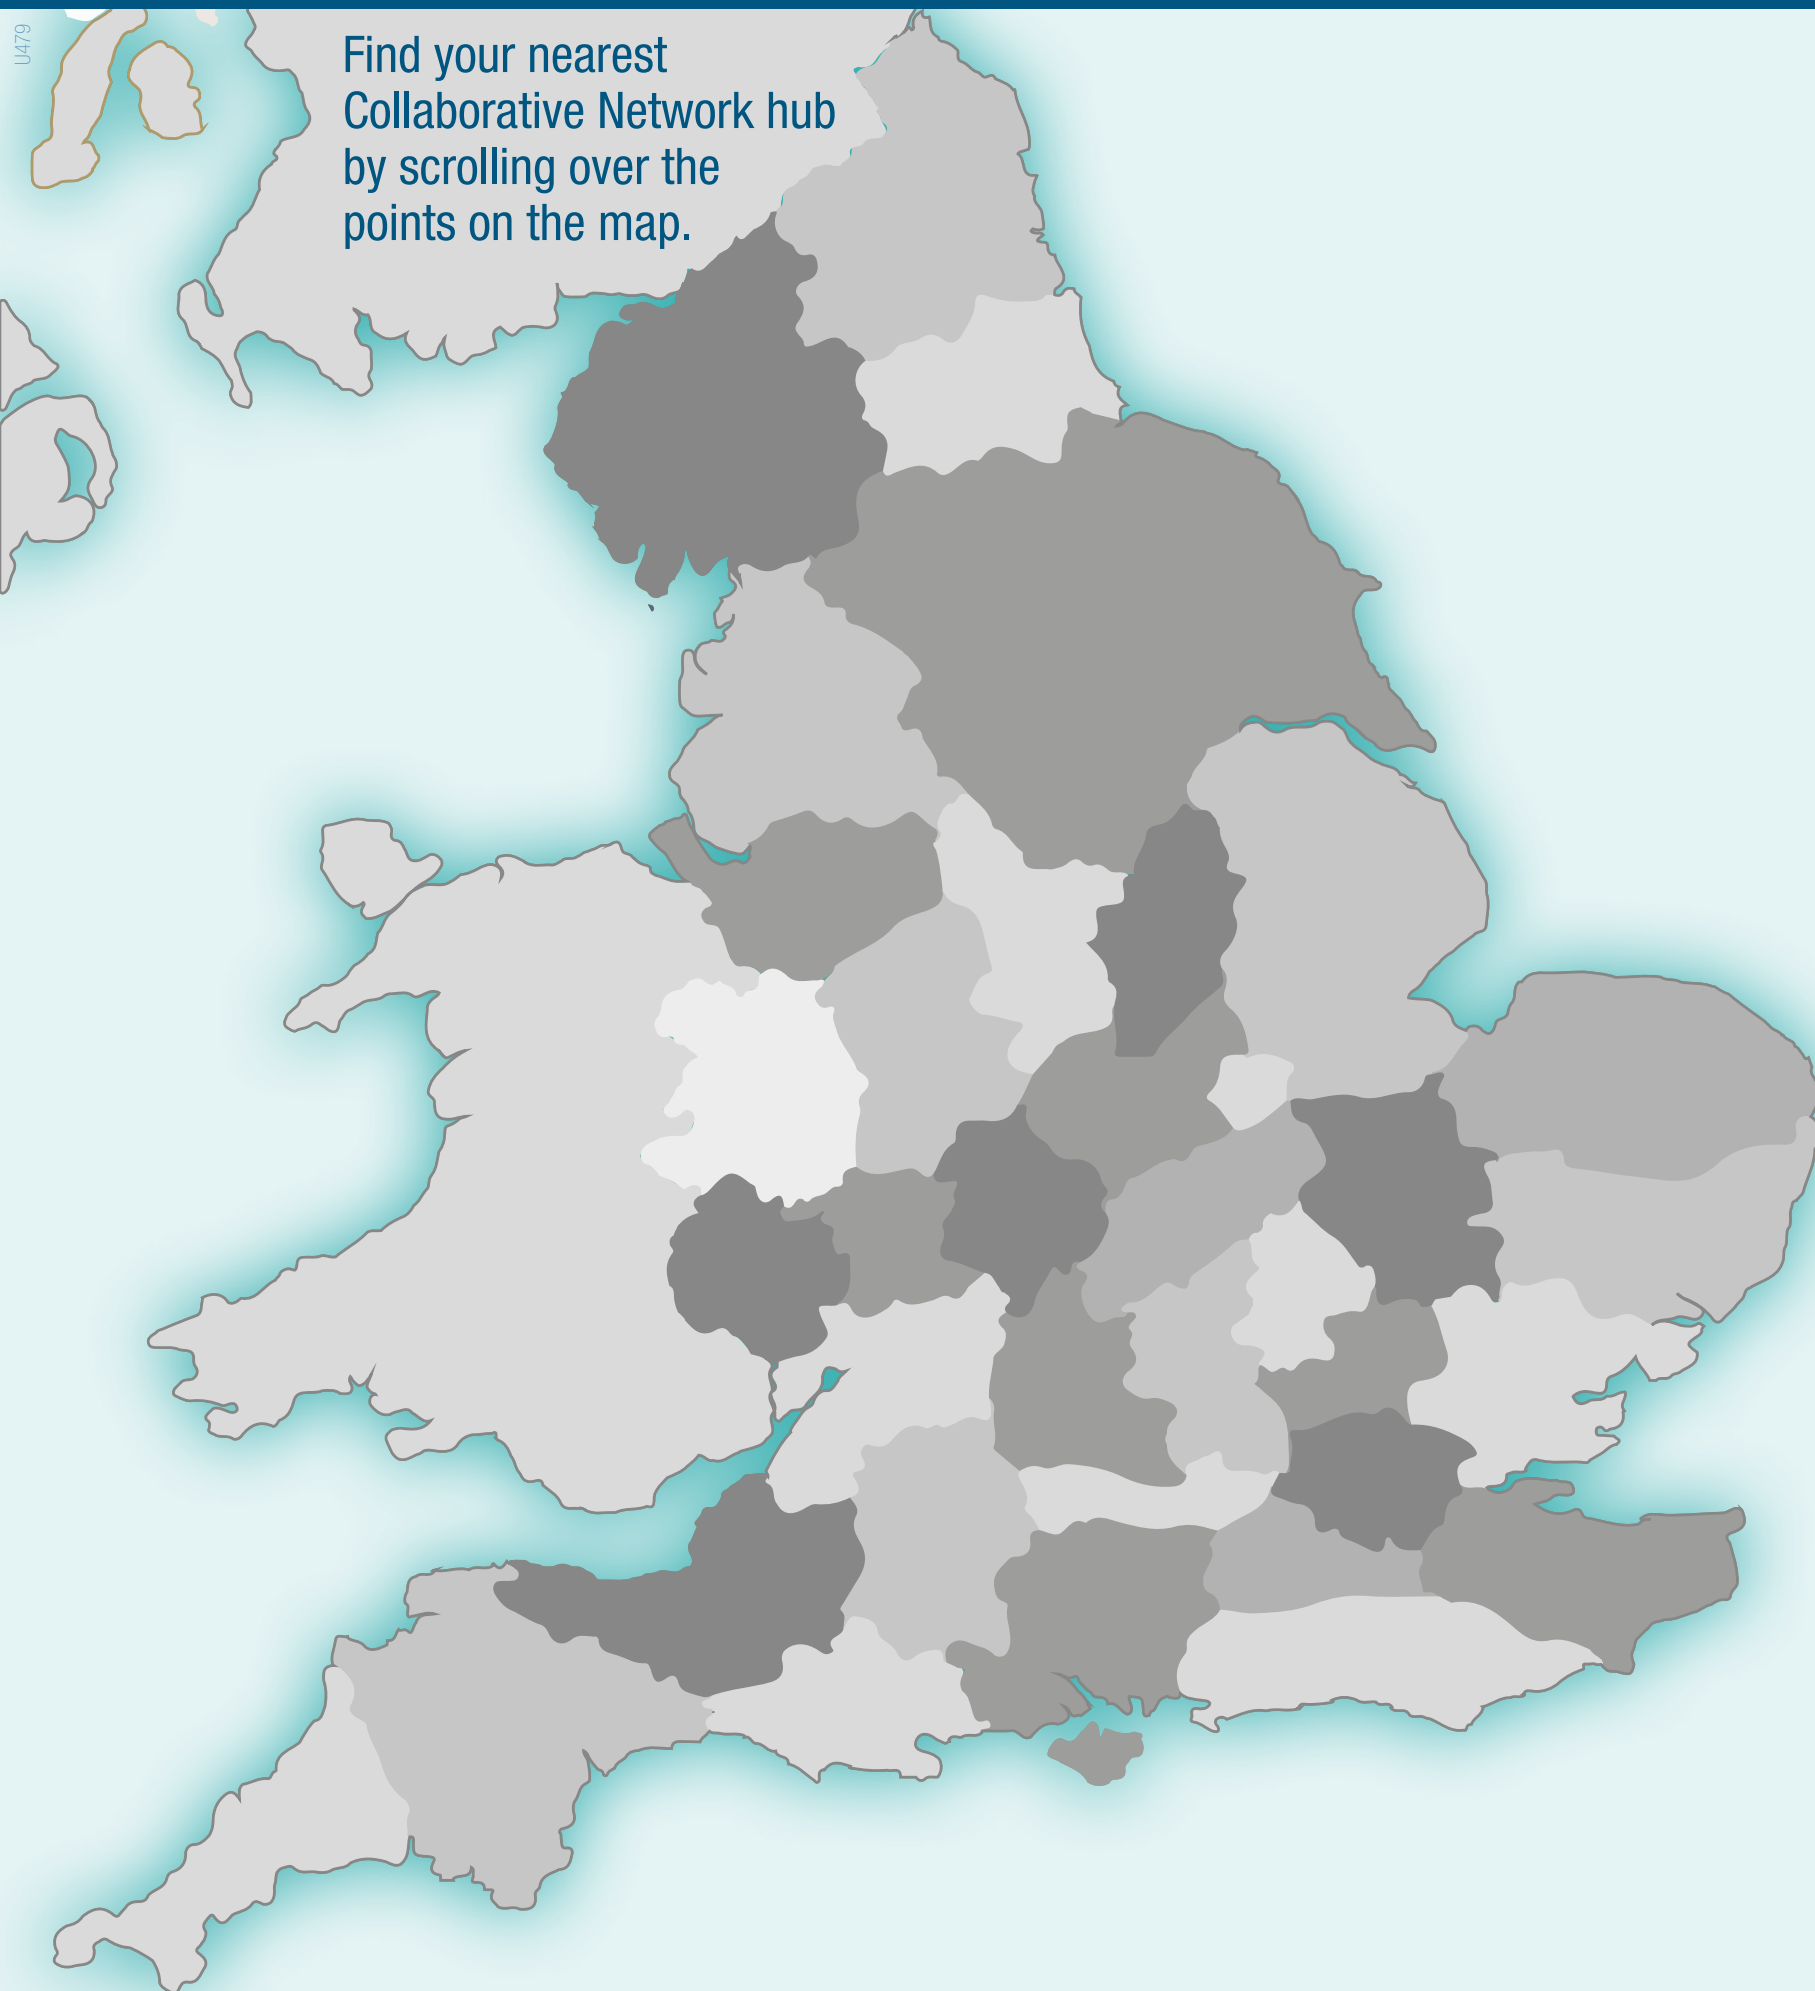 U479
Find your nearest
Collaborative Network hub
by scrolling over the
points on the map.